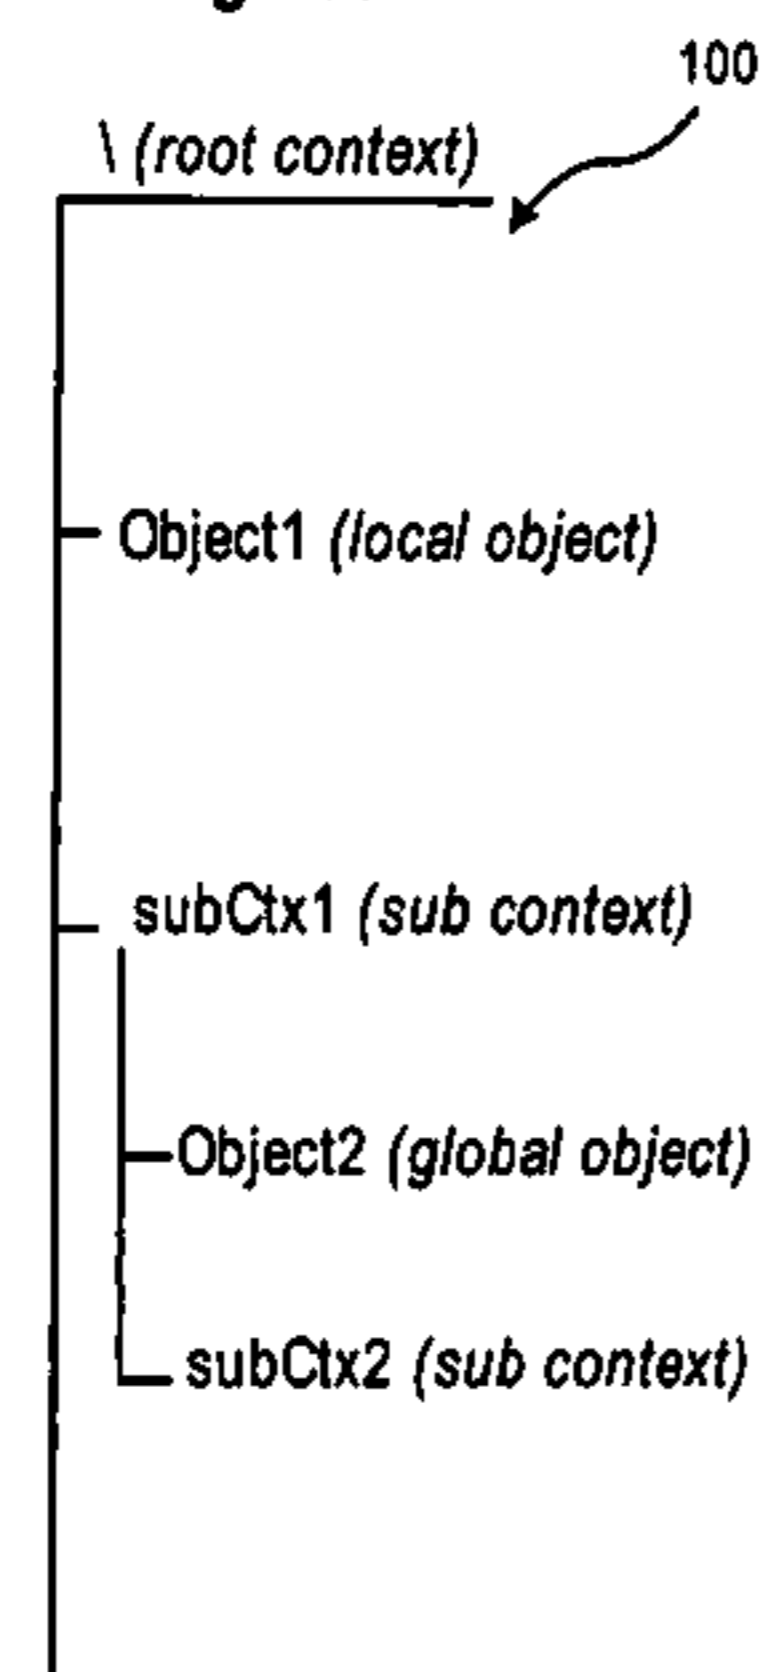 100
\ (root context)
Object1 (local object)
subCtx1 (sub context)
Object2 (global object)
subCtx2 (sub context)